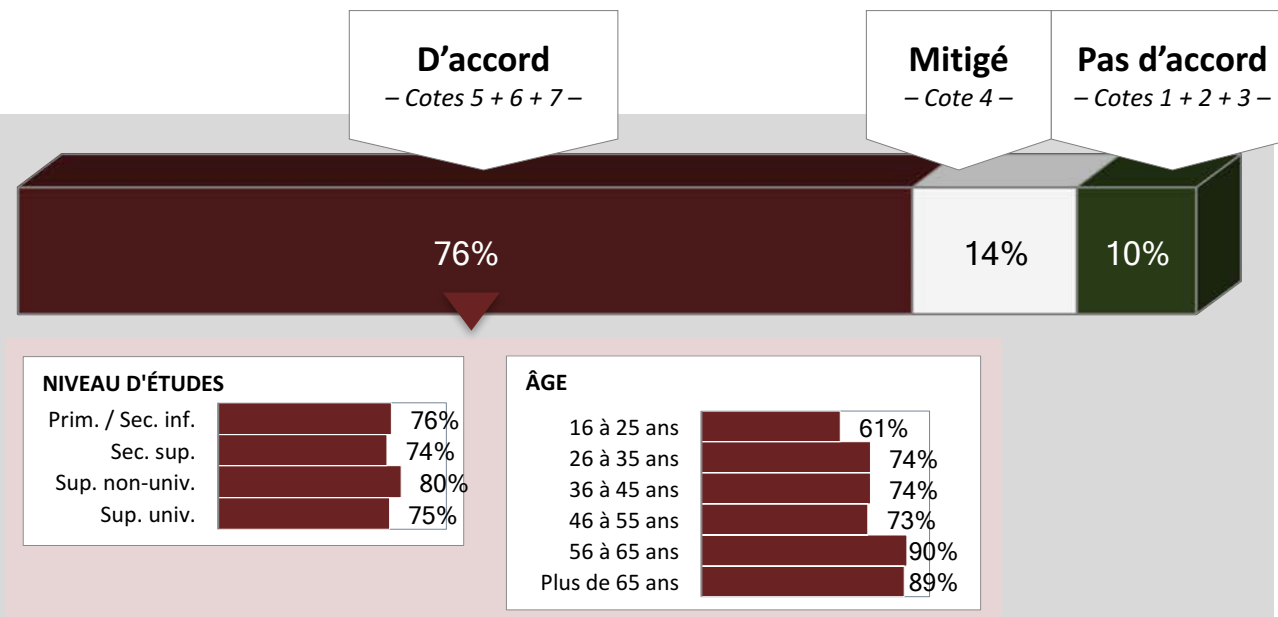 D’accord
– Cotes 5 + 6 + 7 –
Mitigé
– Cote 4 –
Pas d’accord
– Cotes 1 + 2 + 3 –
76%
14%
10%
NIVEAU D'ÉTUDES
Prim. / Sec. inf. 76%
Sec. sup. 74%
Sup. non-univ. 80%
Sup. univ. 75%
ÂGE
16 à 25 ans 61%
26 à 35 ans 74%
36 à 45 ans 74%
46 à 55 ans 73%
56 à 65 ans 90%
Plus de 65 ans 89%